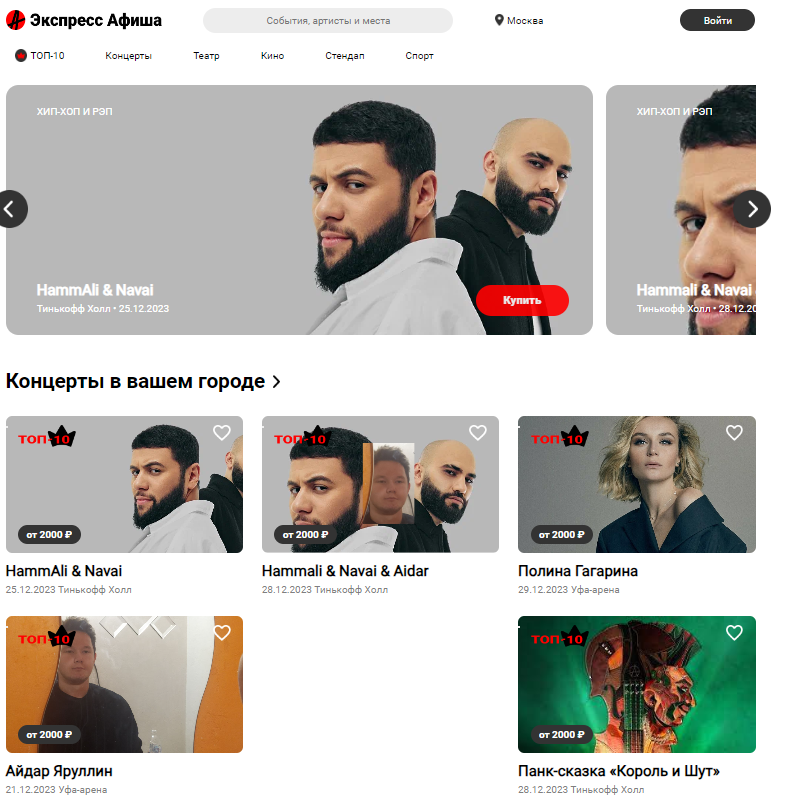 Экспресс Афиша
События, артисты и места
Москва
Войти
ТОП-10
Концерты
Театр
Кино
Стендап
Спорт
ХИП-ХОП И РЭП
HammAli & Navai
Тинькофф Холл • 25.12.2023
Купить
ХИП-ХОП И РЭП
Hammali & Navai
Тинькофф Холл • 28.12.20
Концерты в вашем городе
ТОП-10
от 2000 ₽
HammAli & Navai
25.12.2023 Тинькофф Холл
ТОП-10
от 2000 ₽
Hammali & Navai & Aidar
28.12.2023 Тинькофф Холл
ТОП-10
от 2000 ₽
Полина Гагарина
29.12.2023 Уфа-арена
ТОП-10
от 2000 ₽
Айдар Яруллин
21.12.2023 Уфа-арена
ТОП-10
от 2000 ₽
Панк-сказка «Король и Шут»
28.12.2023 Тинькофф Холл